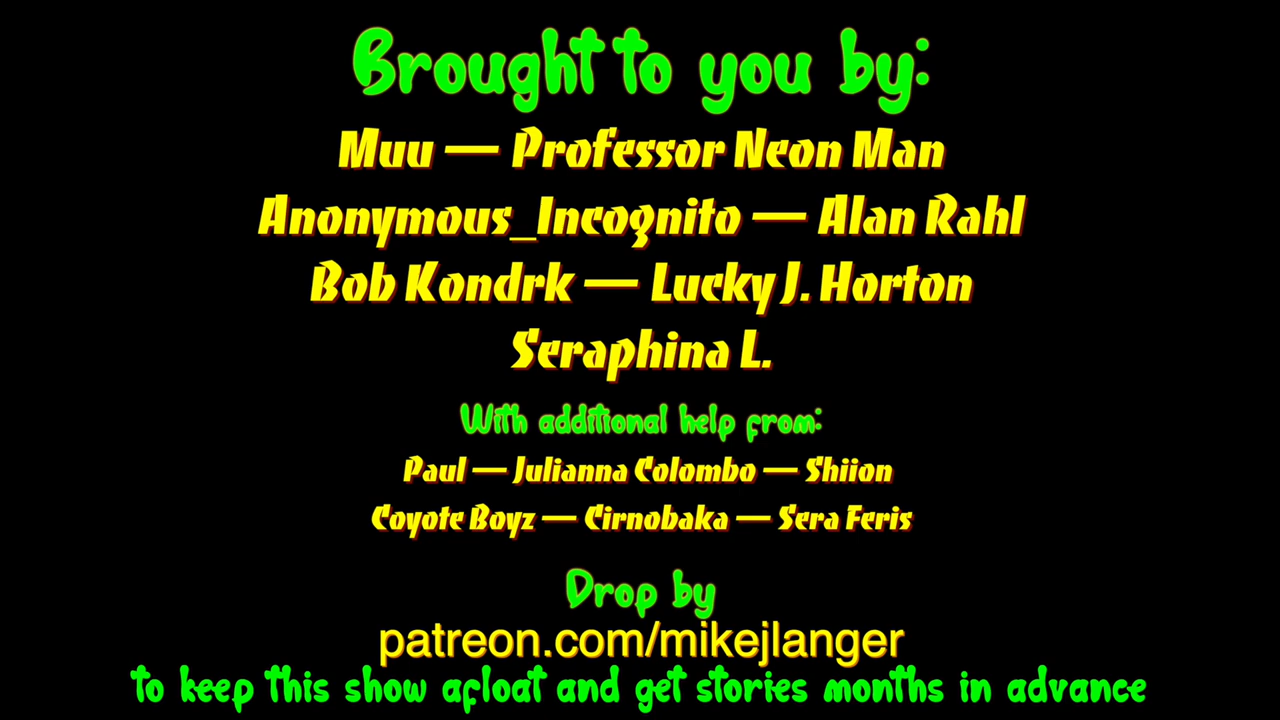 Brought to you by:
Muu — Professor Neon Man
Anonymous_Incognito — Alan Rahl
Bob Kondrk — Lucky J. Horton
Seraphina L.
With additional help from:
Paul — Julianna Colombo — Shiion
Coyote Boyz — Cirnobaka — Sera Feris
Drop by
patreon.com/mikejlanger
to keep this show afloat and get stories months in advance